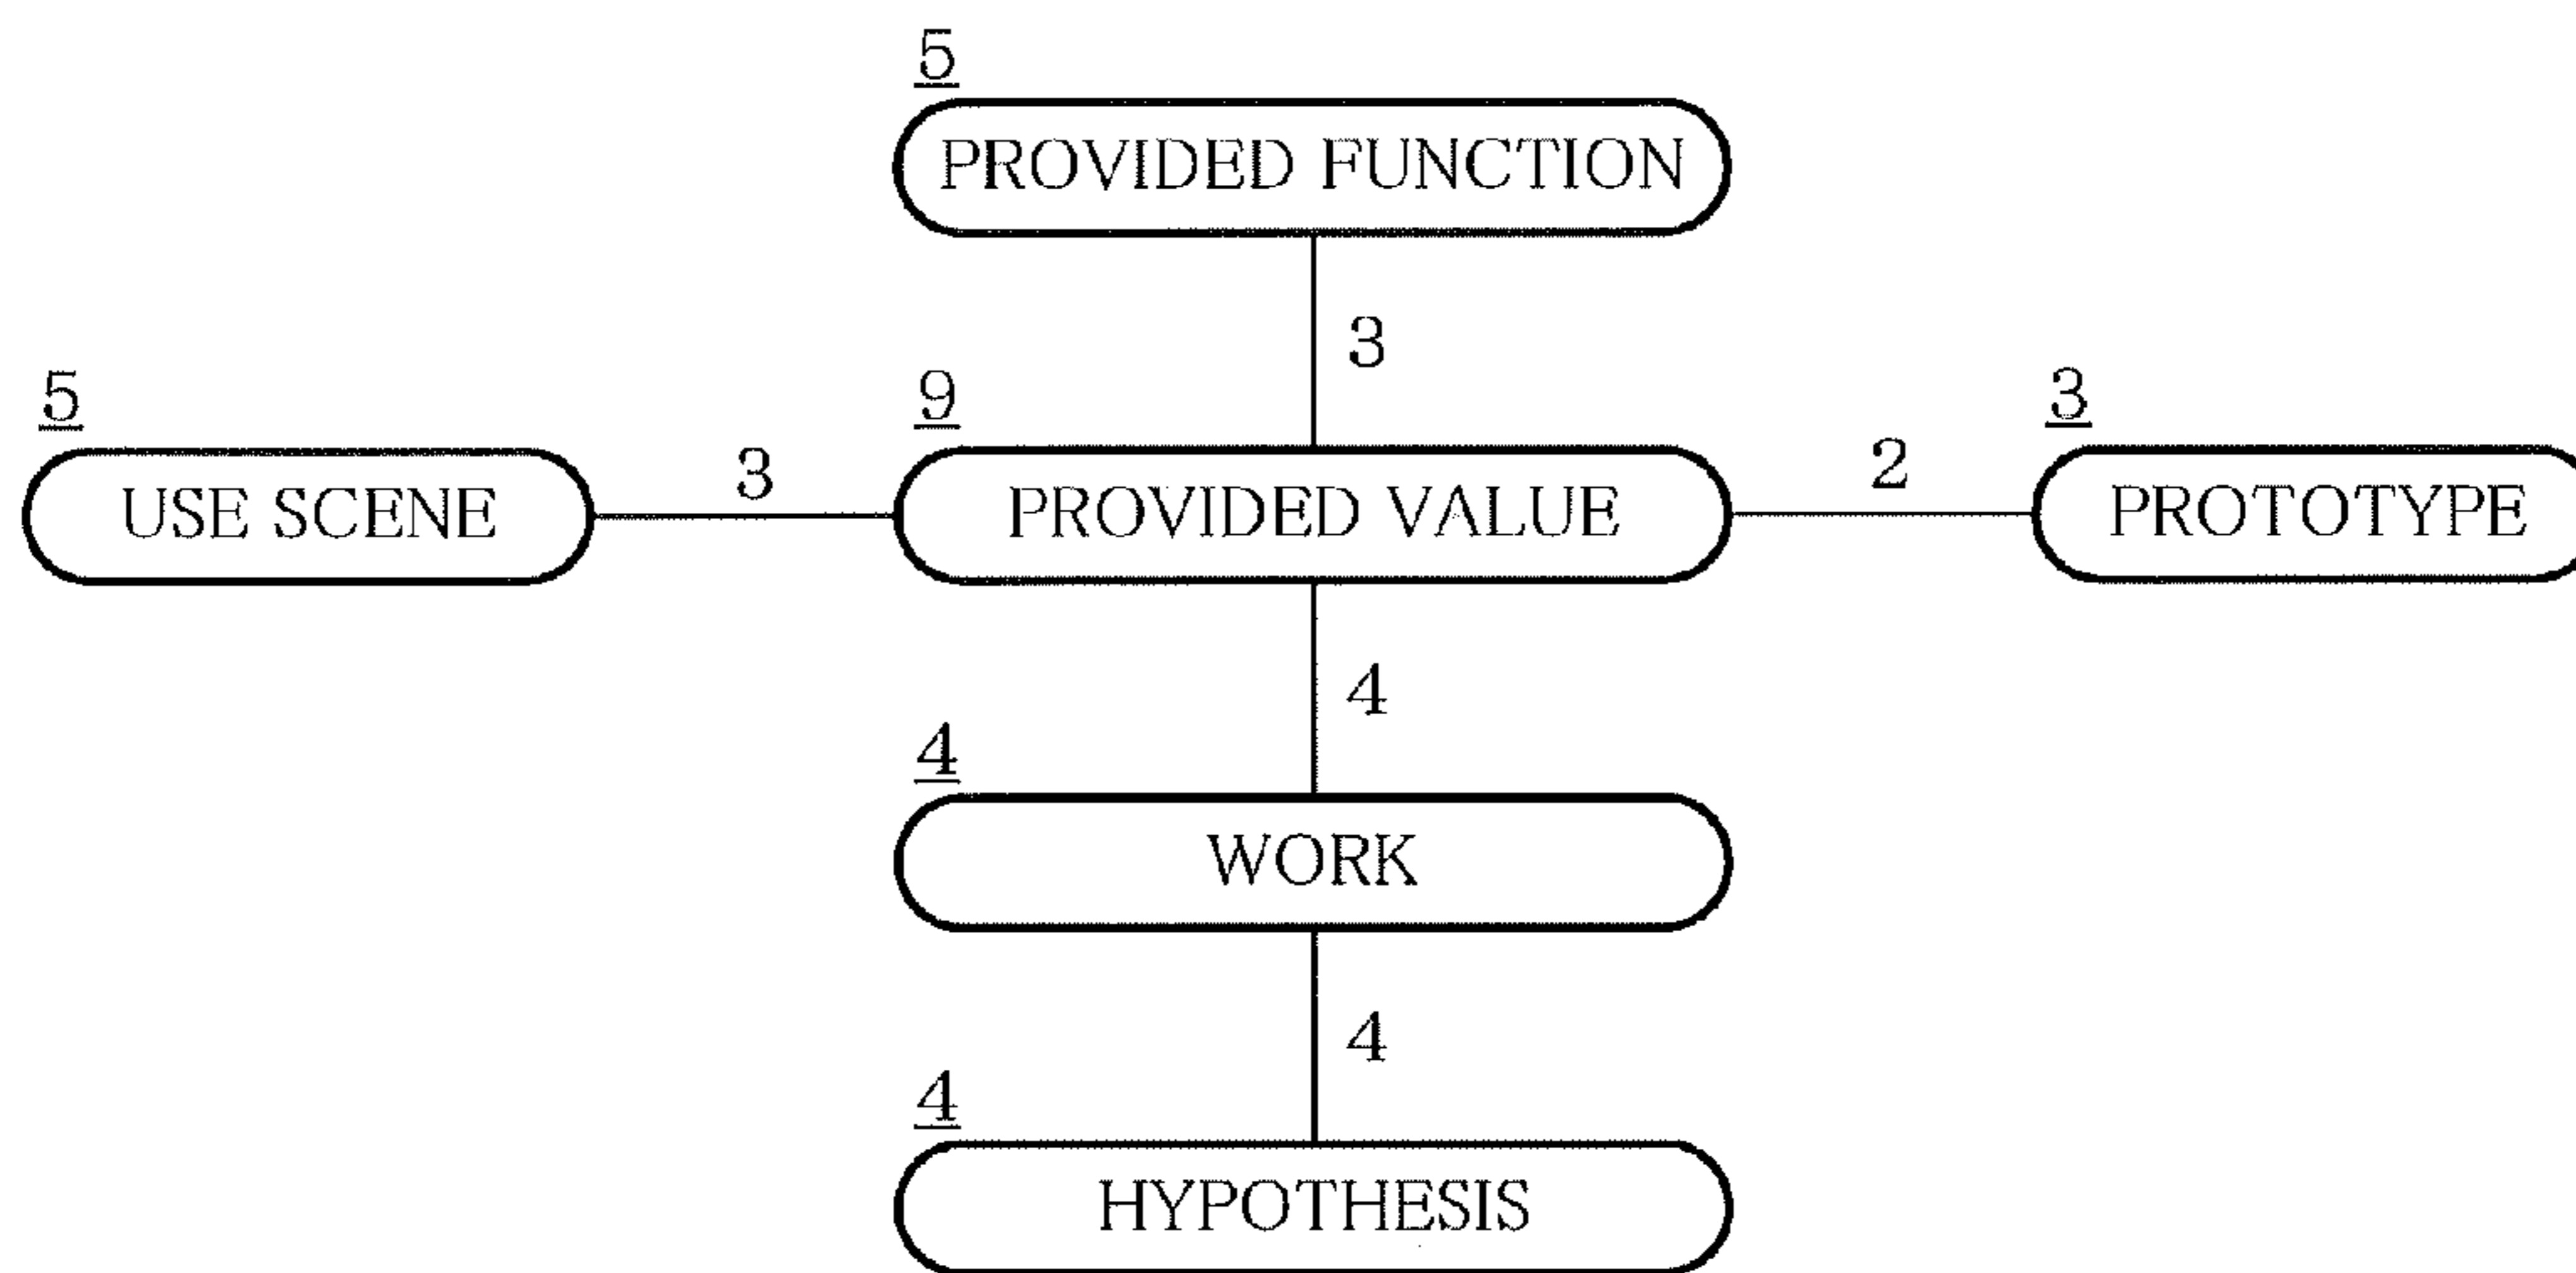 5
PROVIDED FUNCTION
3
5
9
3
USE SCENE
3
PROVIDED VALUE
2
PROTOTYPE
4
4
WORK
4
4
HYPOTHESIS